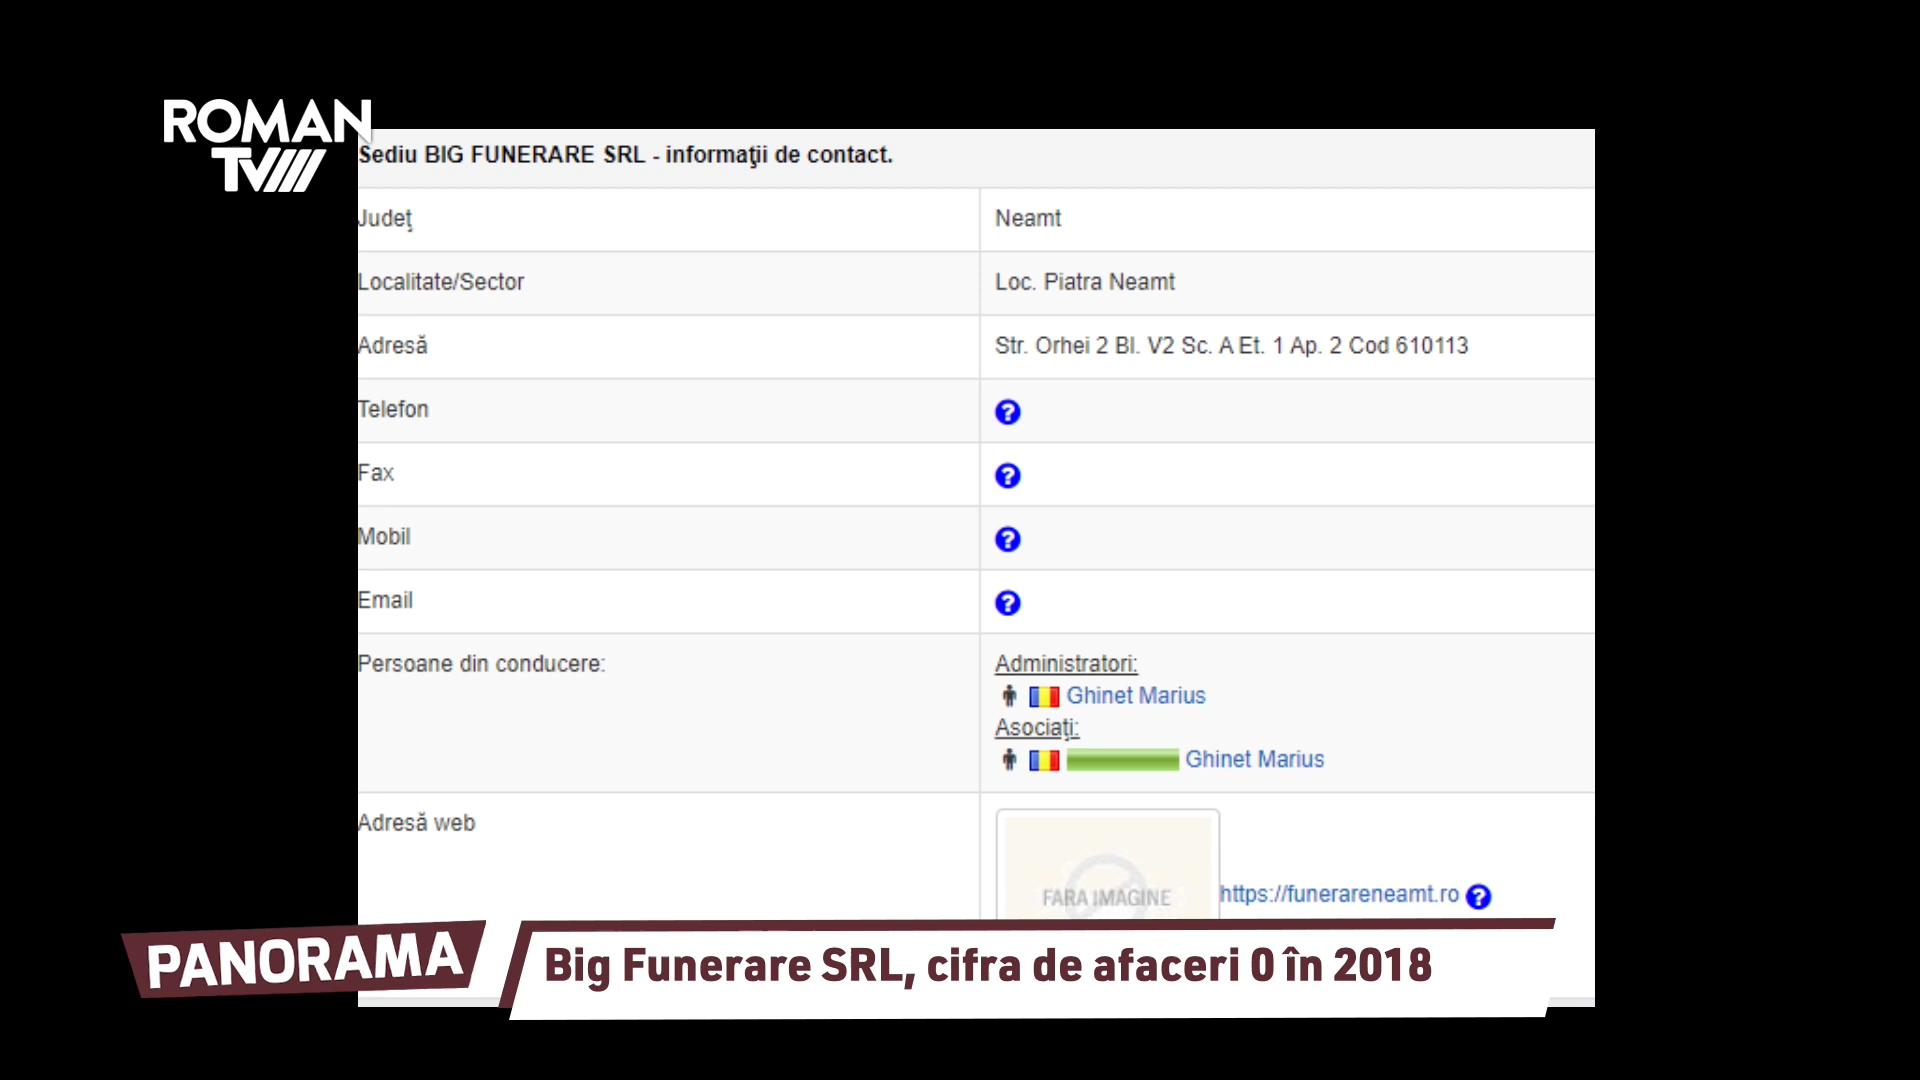 ROMAN
TV
Sediu BIG FUNERARE SRL - informaţii de contact.
Judeţ
Neamt
Localitate/Sector
Loc. Piatra Neamt
Adresă
Str. Orhei 2 Bl. V2 Sc. A Et. 1 Ap. 2 Cod 610113
Telefon
?
Fax
?
Mobil
?
Email
?
Persoane din conducere:
Administratori:
Ghinet Marius
Asociaţi:
Ghinet Marius
Adresă web
FARA IMAGINE
https://funerareneamt.ro ?
PANORAMA
Big Funerare SRL, cifra de afaceri 0 în 2018